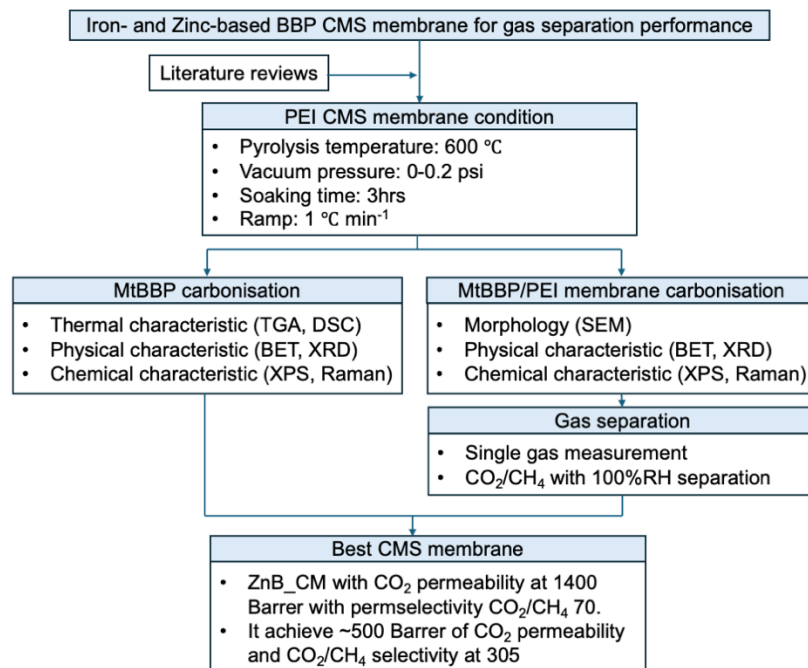 Iron- and Zinc-based BBP CMS membrane for gas separation performance
Literature reviews
PEI CMS membrane condition
• Pyrolysis temperature: 600 ℃
• Vacuum pressure: 0-0.2 psi
• Soaking time: 3hrs
• Ramp: 1 ℃ min⁻¹
MtBBP carbonisation
• Thermal characteristic (TGA, DSC)
• Physical characteristic (BET, XRD)
• Chemical characteristic (XPS, Raman)
MtBBP/PEI membrane carbonisation
• Morphology (SEM)
• Physical characteristic (BET, XRD)
• Chemical characteristic (XPS, Raman)
Gas separation
• Single gas measurement
• CO₂/CH₄ with 100%RH separation
Best CMS membrane
• ZnB_CM with CO₂ permeability at 1400
Barrer with permselectivity CO₂/CH₄ 70.
• It achieve ~500 Barrer of CO₂ permeability
and CO₂/CH₄ selectivity at 305